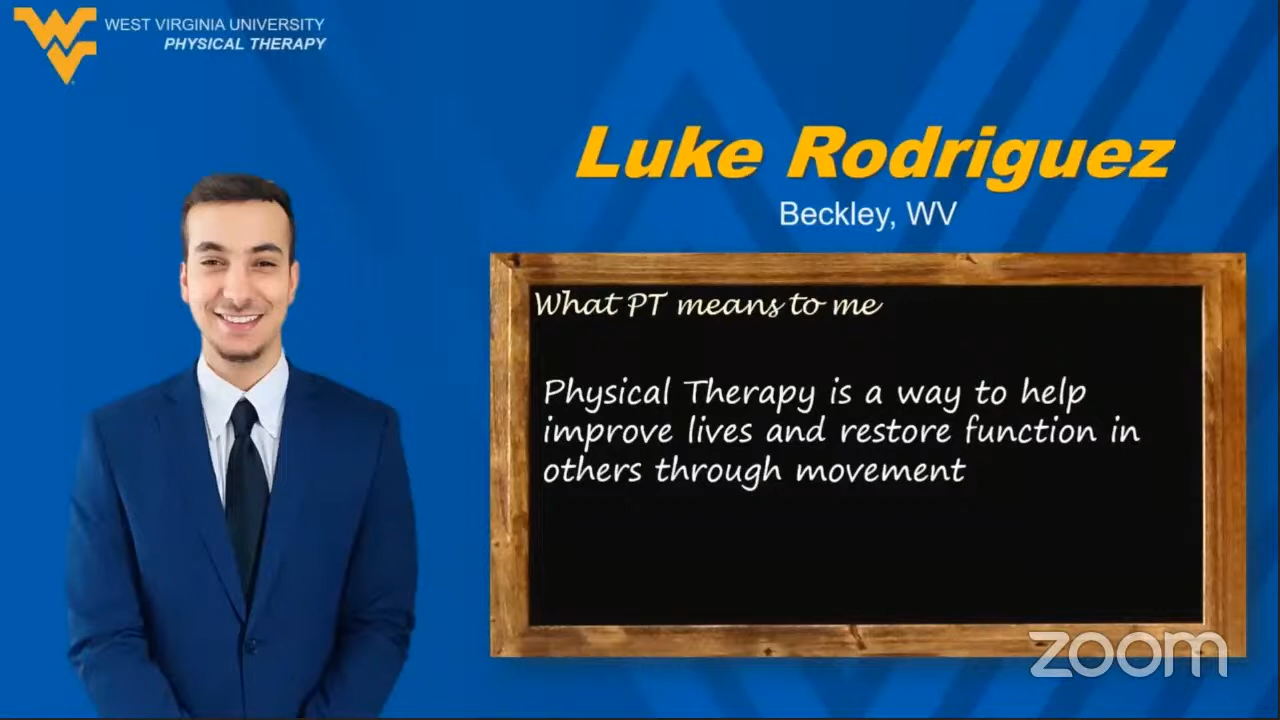 WEST VIRGINIA UNIVERSITY
PHYSICAL THERAPY
Luke Rodriguez
Beckley, WV
What PT means to me
Physical Therapy is a way to help
improve lives and restore function in
others through movement
zoom